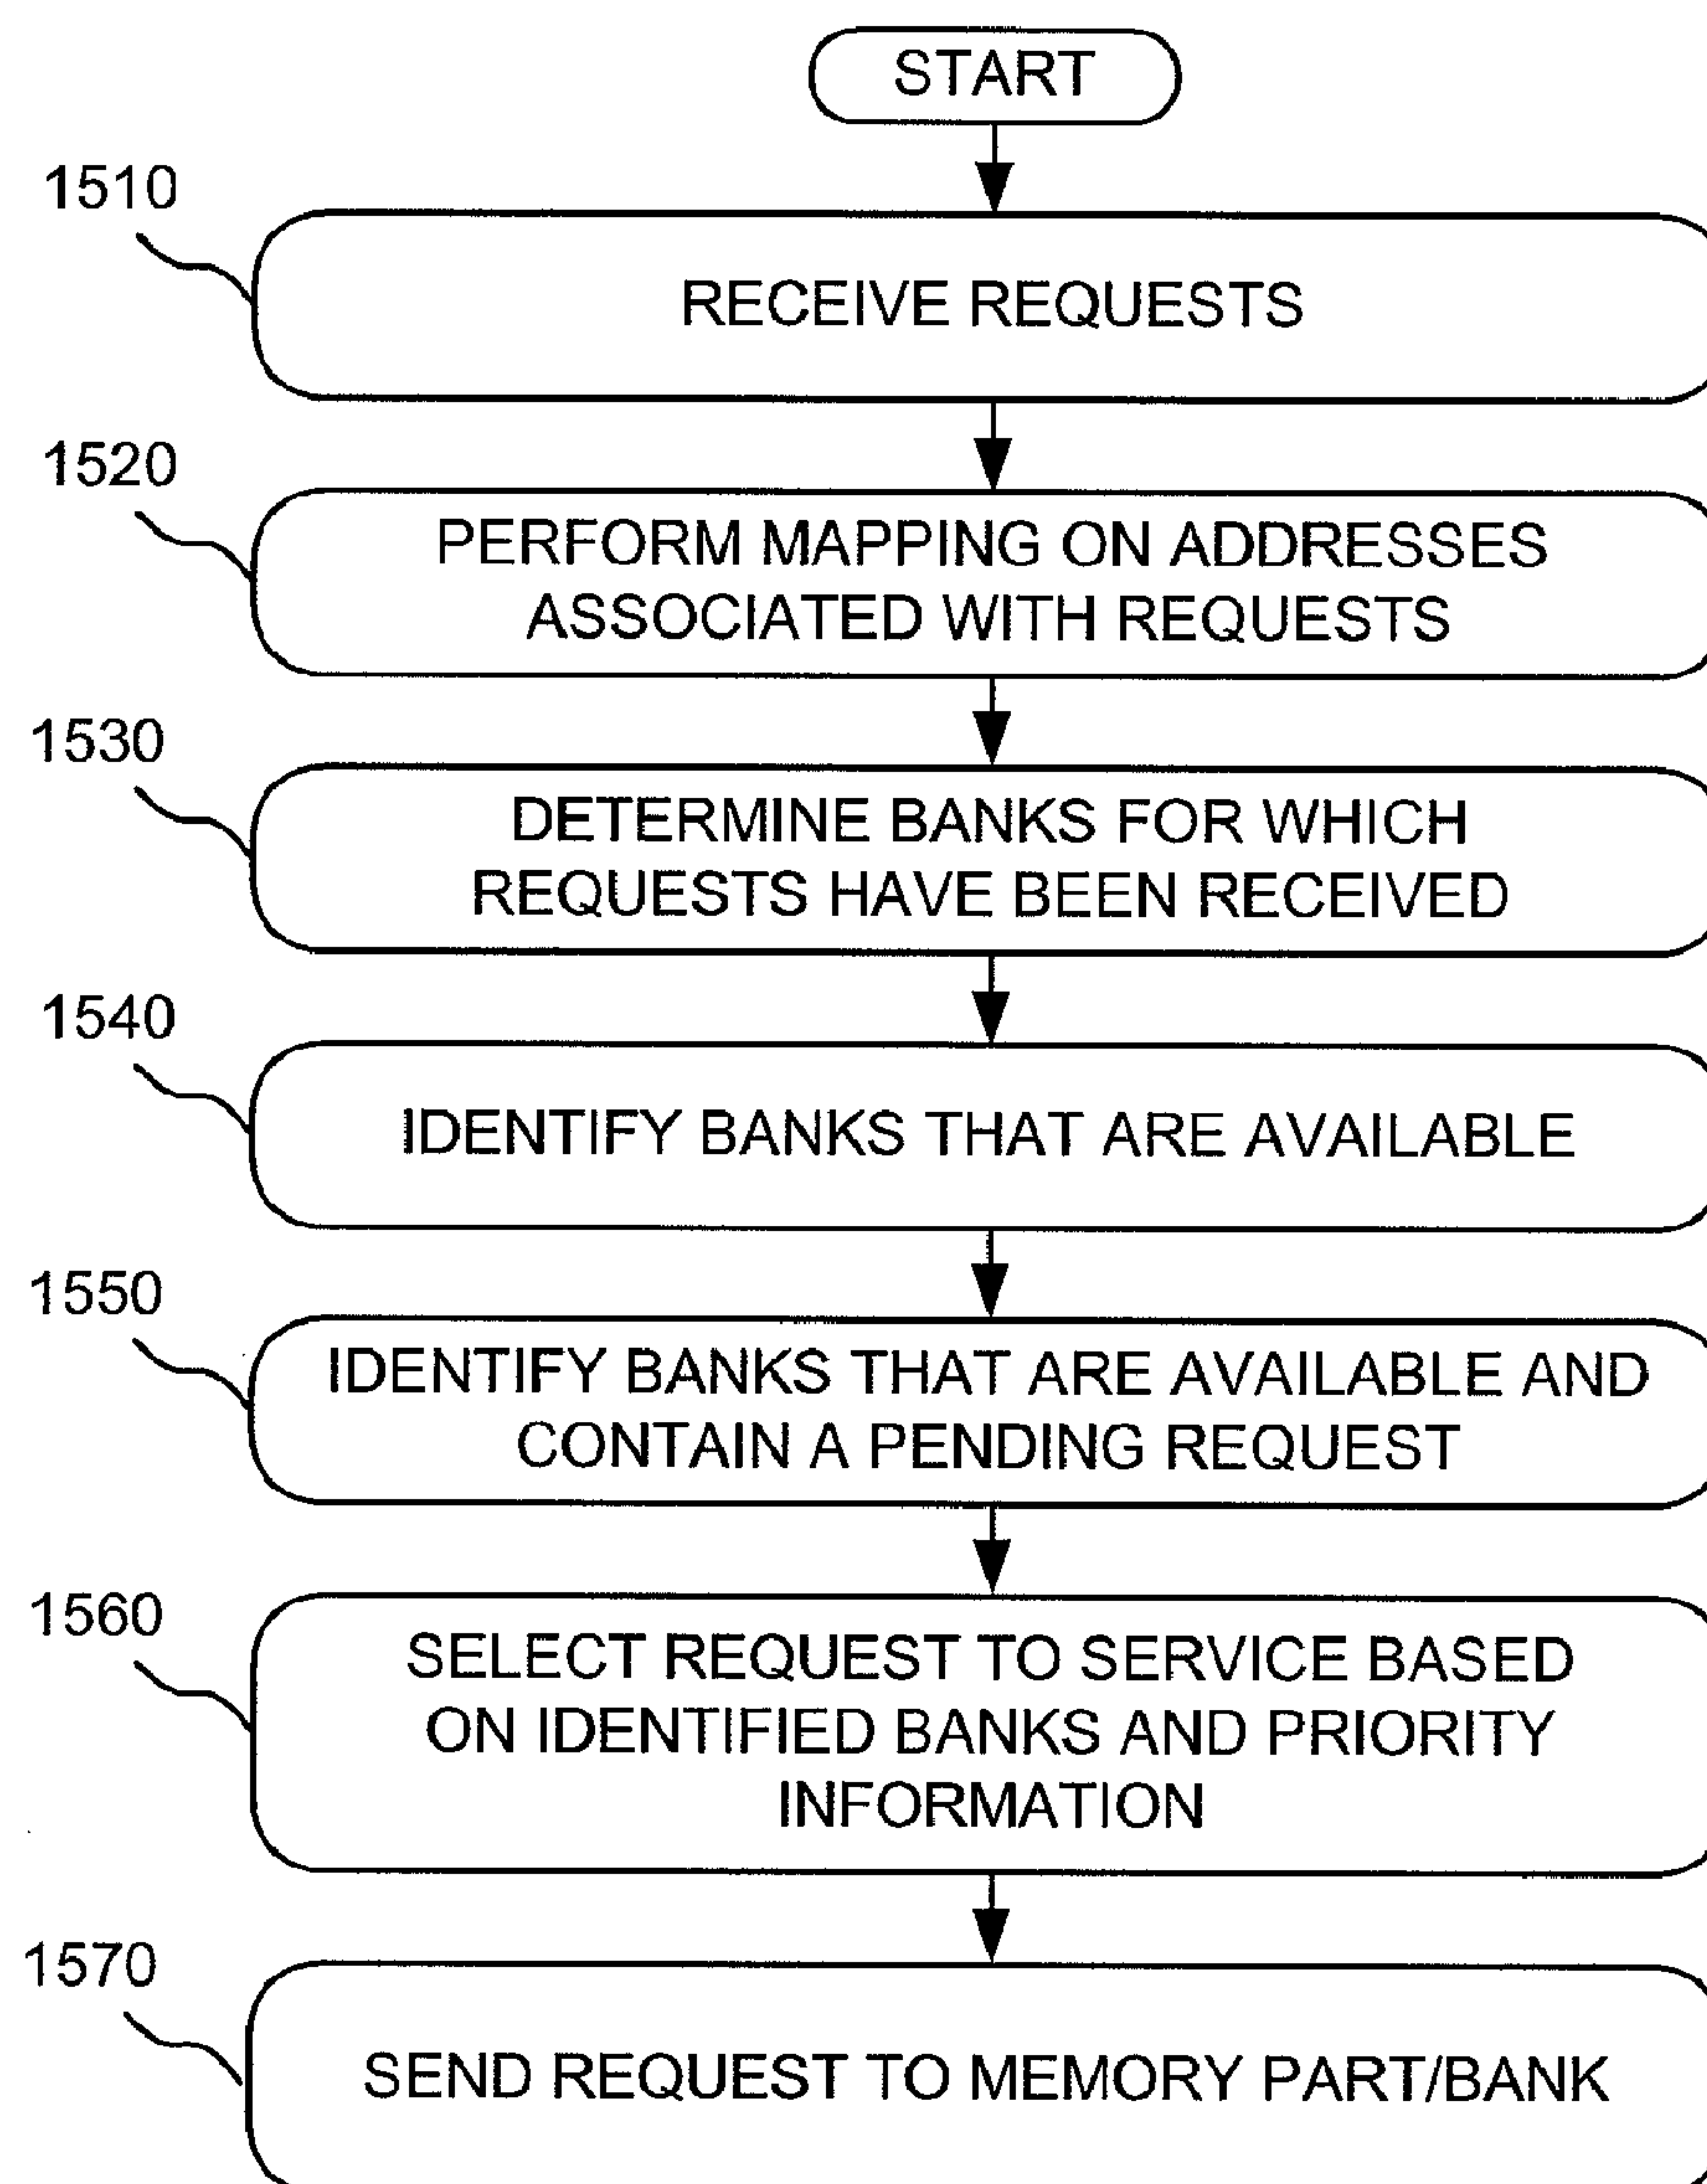 START
1510
RECEIVE REQUESTS
1520
PERFORM MAPPING ON ADDRESSES
ASSOCIATED WITH REQUESTS
1530
DETERMINE BANKS FOR WHICH
REQUESTS HAVE BEEN RECEIVED
1540
IDENTIFY BANKS THAT ARE AVAILABLE
1550
IDENTIFY BANKS THAT ARE AVAILABLE AND
CONTAIN A PENDING REQUEST
1560
SELECT REQUEST TO SERVICE BASED
ON IDENTIFIED BANKS AND PRIORITY
INFORMATION
1570
SEND REQUEST TO MEMORY PART/BANK